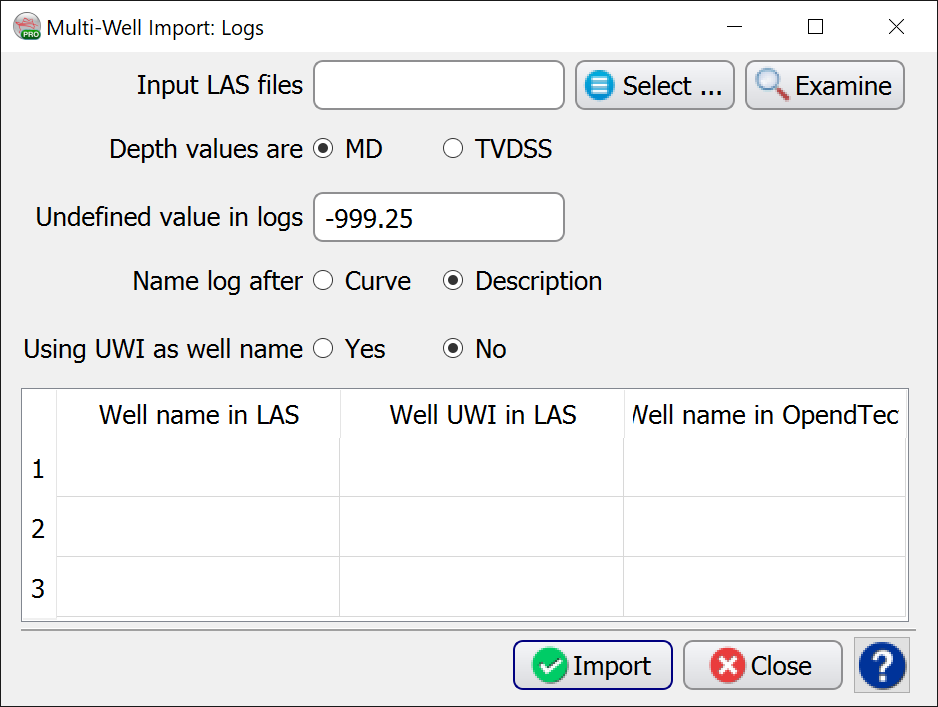 PRO Multi-Well Import: Logs
Input LAS files Select ... Examine
Depth values are MD TVDSS
Undefined value in logs -999.25
Name log after Curve Description
Using UWI as well name Yes No
Well name in LAS Well UWI in LAS Well name in OpendTec
1
2
3
Import Close ?